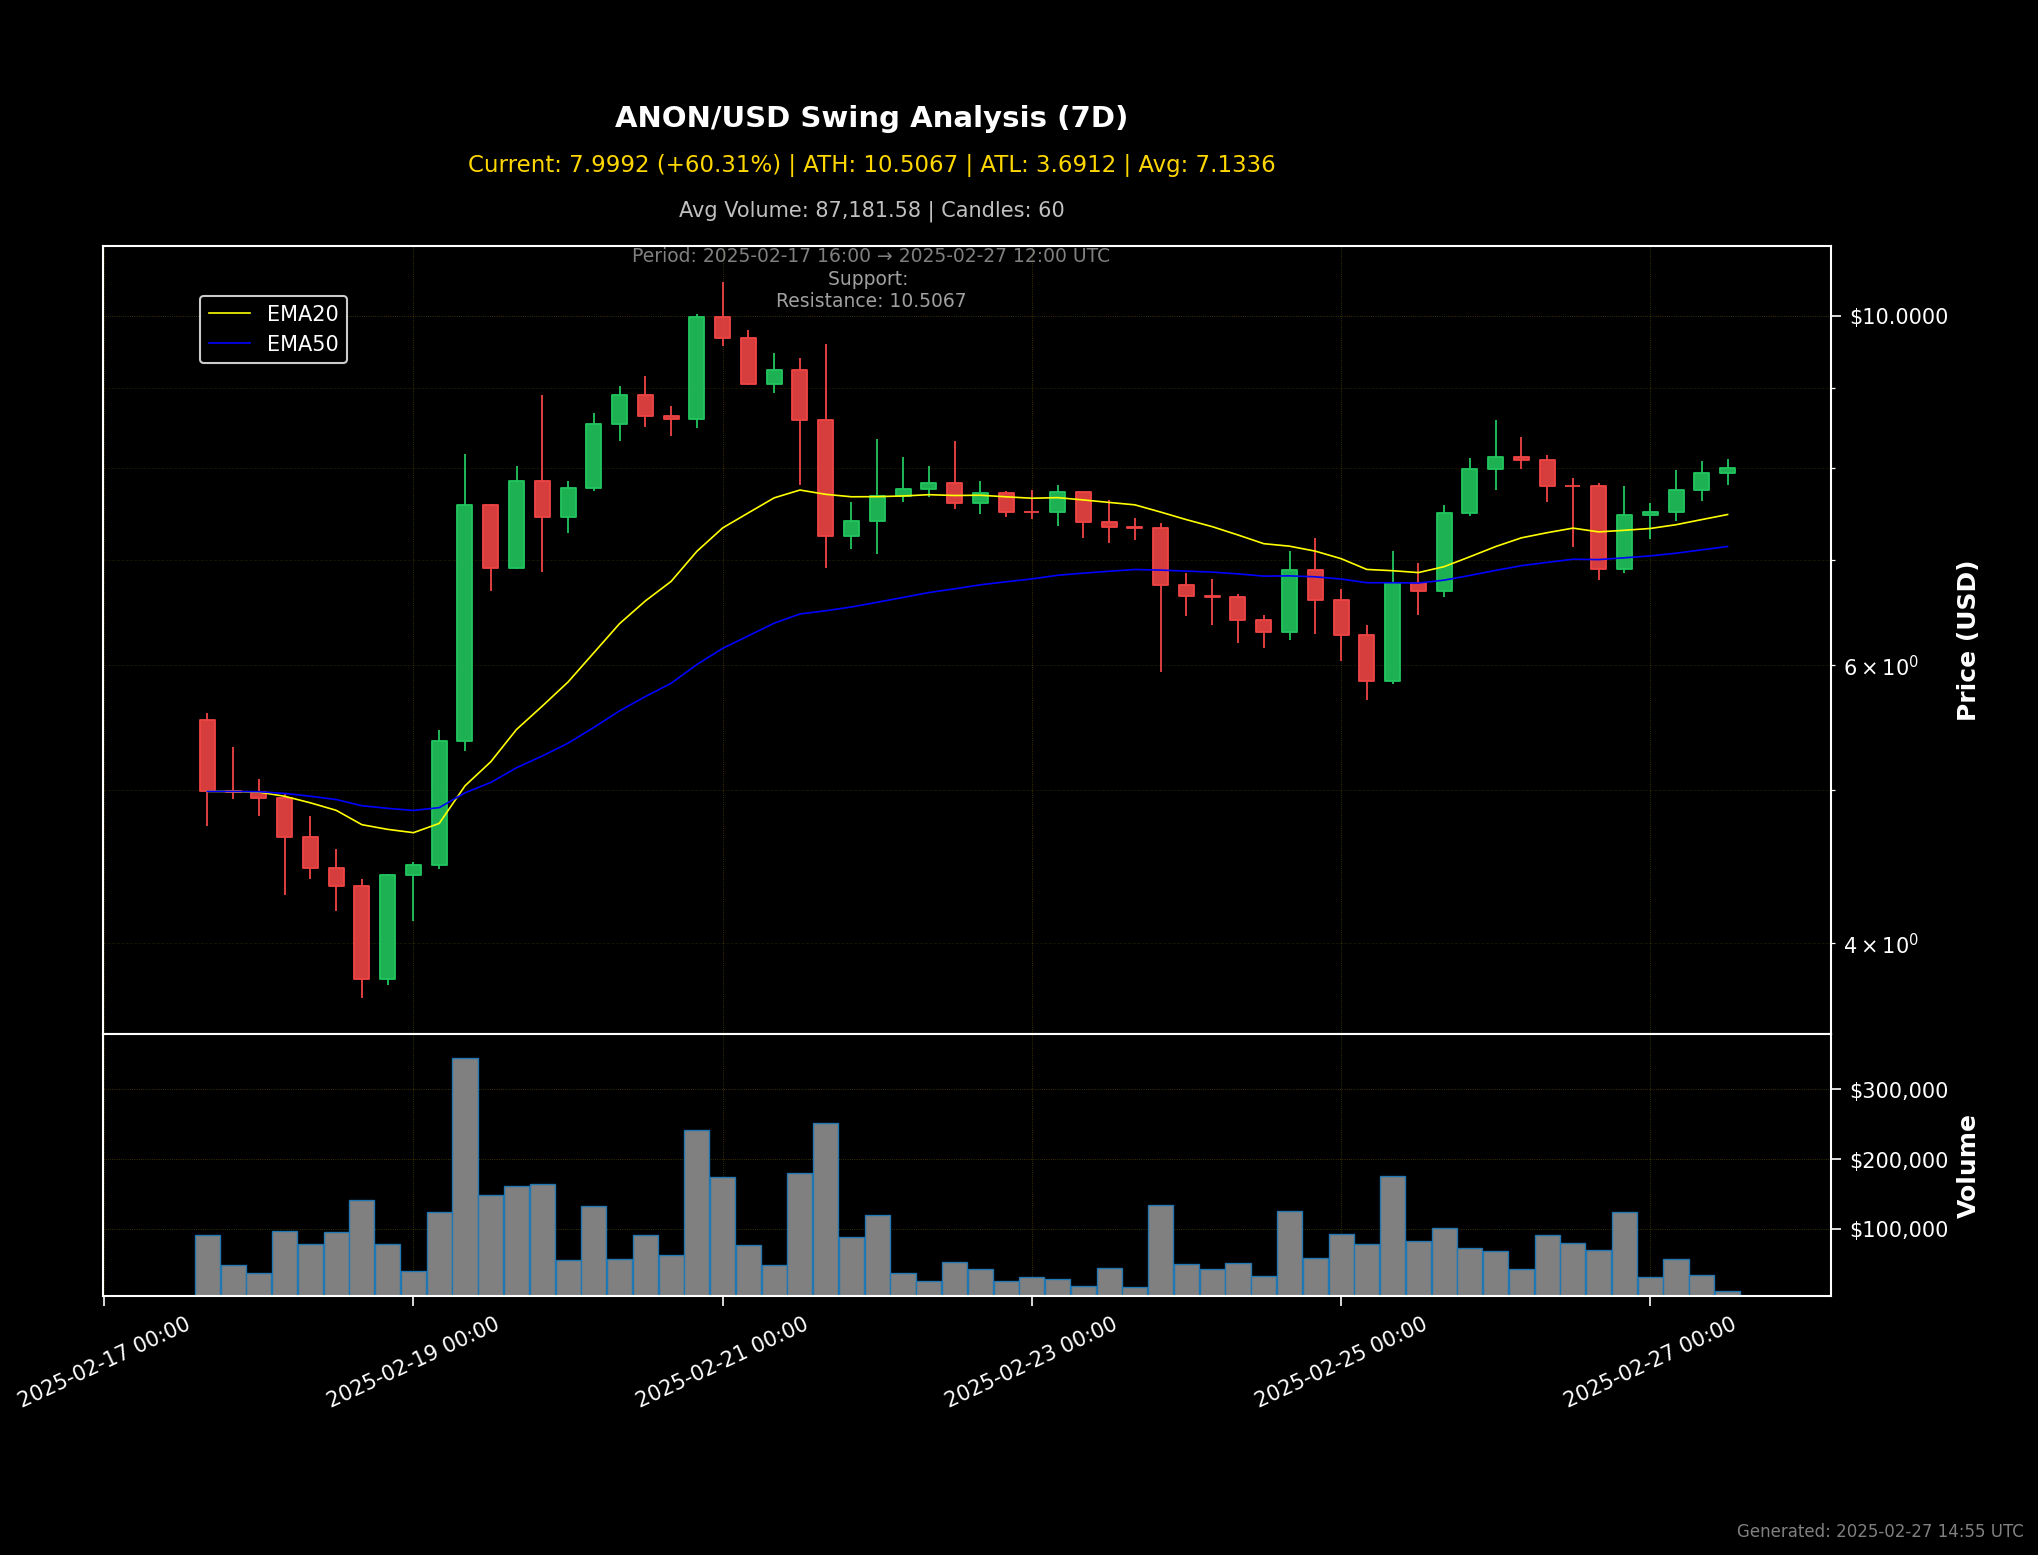 ANON/USD Swing Analysis (7D)
Current: 7.9992 (+60.31%) | ATH: 10.5067 | ATL: 3.6912 | Avg: 7.1336
Avg Volume: 87,181.58 | Candles: 60
Period: 2025-02-17 16:00 → 2025-02-27 12:00 UTC
Support:
Resistance: 10.5067
EMA20
EMA50
$10.0000
6 × 10⁰
4 × 10⁰
Price (USD)
$300,000
$200,000
$100,000
Volume
2025-02-17 00:00
2025-02-19 00:00
2025-02-21 00:00
2025-02-23 00:00
2025-02-25 00:00
2025-02-27 00:00
Generated: 2025-02-27 14:55 UTC